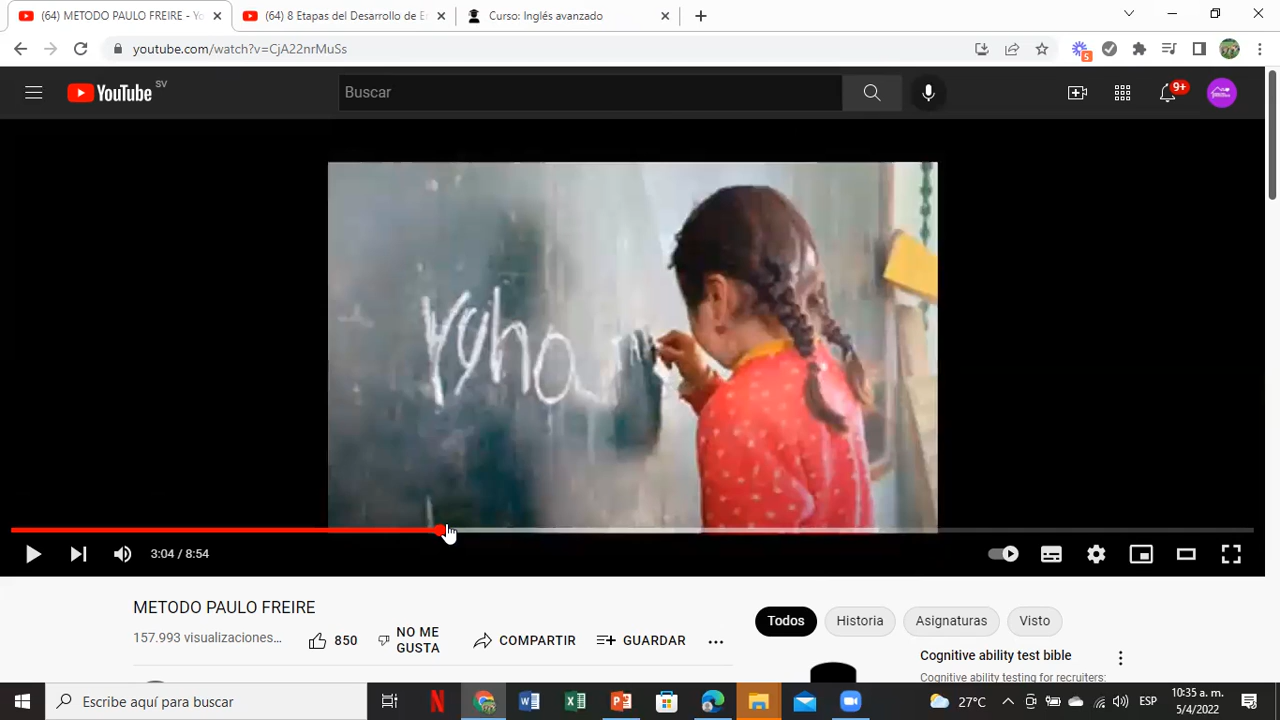 (64) METODO PAULO FREIRE - Yo
(64) 8 Etapas del Desarrollo de E
Curso: Inglés avanzado
youtube.com/watch?v=CjA22nrMuSs
5
YouTube SV
Buscar
9+
3:04 / 8:54
METODO PAULO FREIRE
157.993 visualizaciones...
850
NO ME GUSTA
COMPARTIR
GUARDAR
Todos
Historia
Asignaturas
Visto
Cognitive ability test bible
Cognitive ability testing for recruiters:
Escribe aquí para buscar
27°C
ESP
10:35 a. m.
5/4/2022